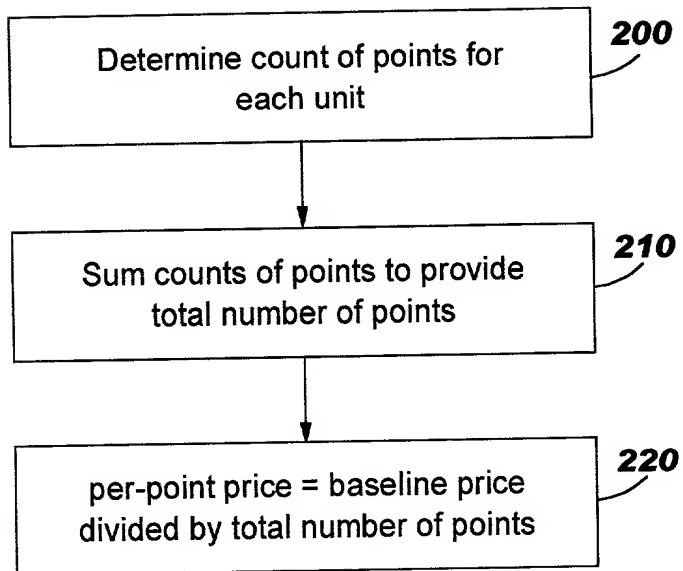 Determine count of points for
each unit
200
Sum counts of points to provide
total number of points
210
per-point price = baseline price
divided by total number of points
220